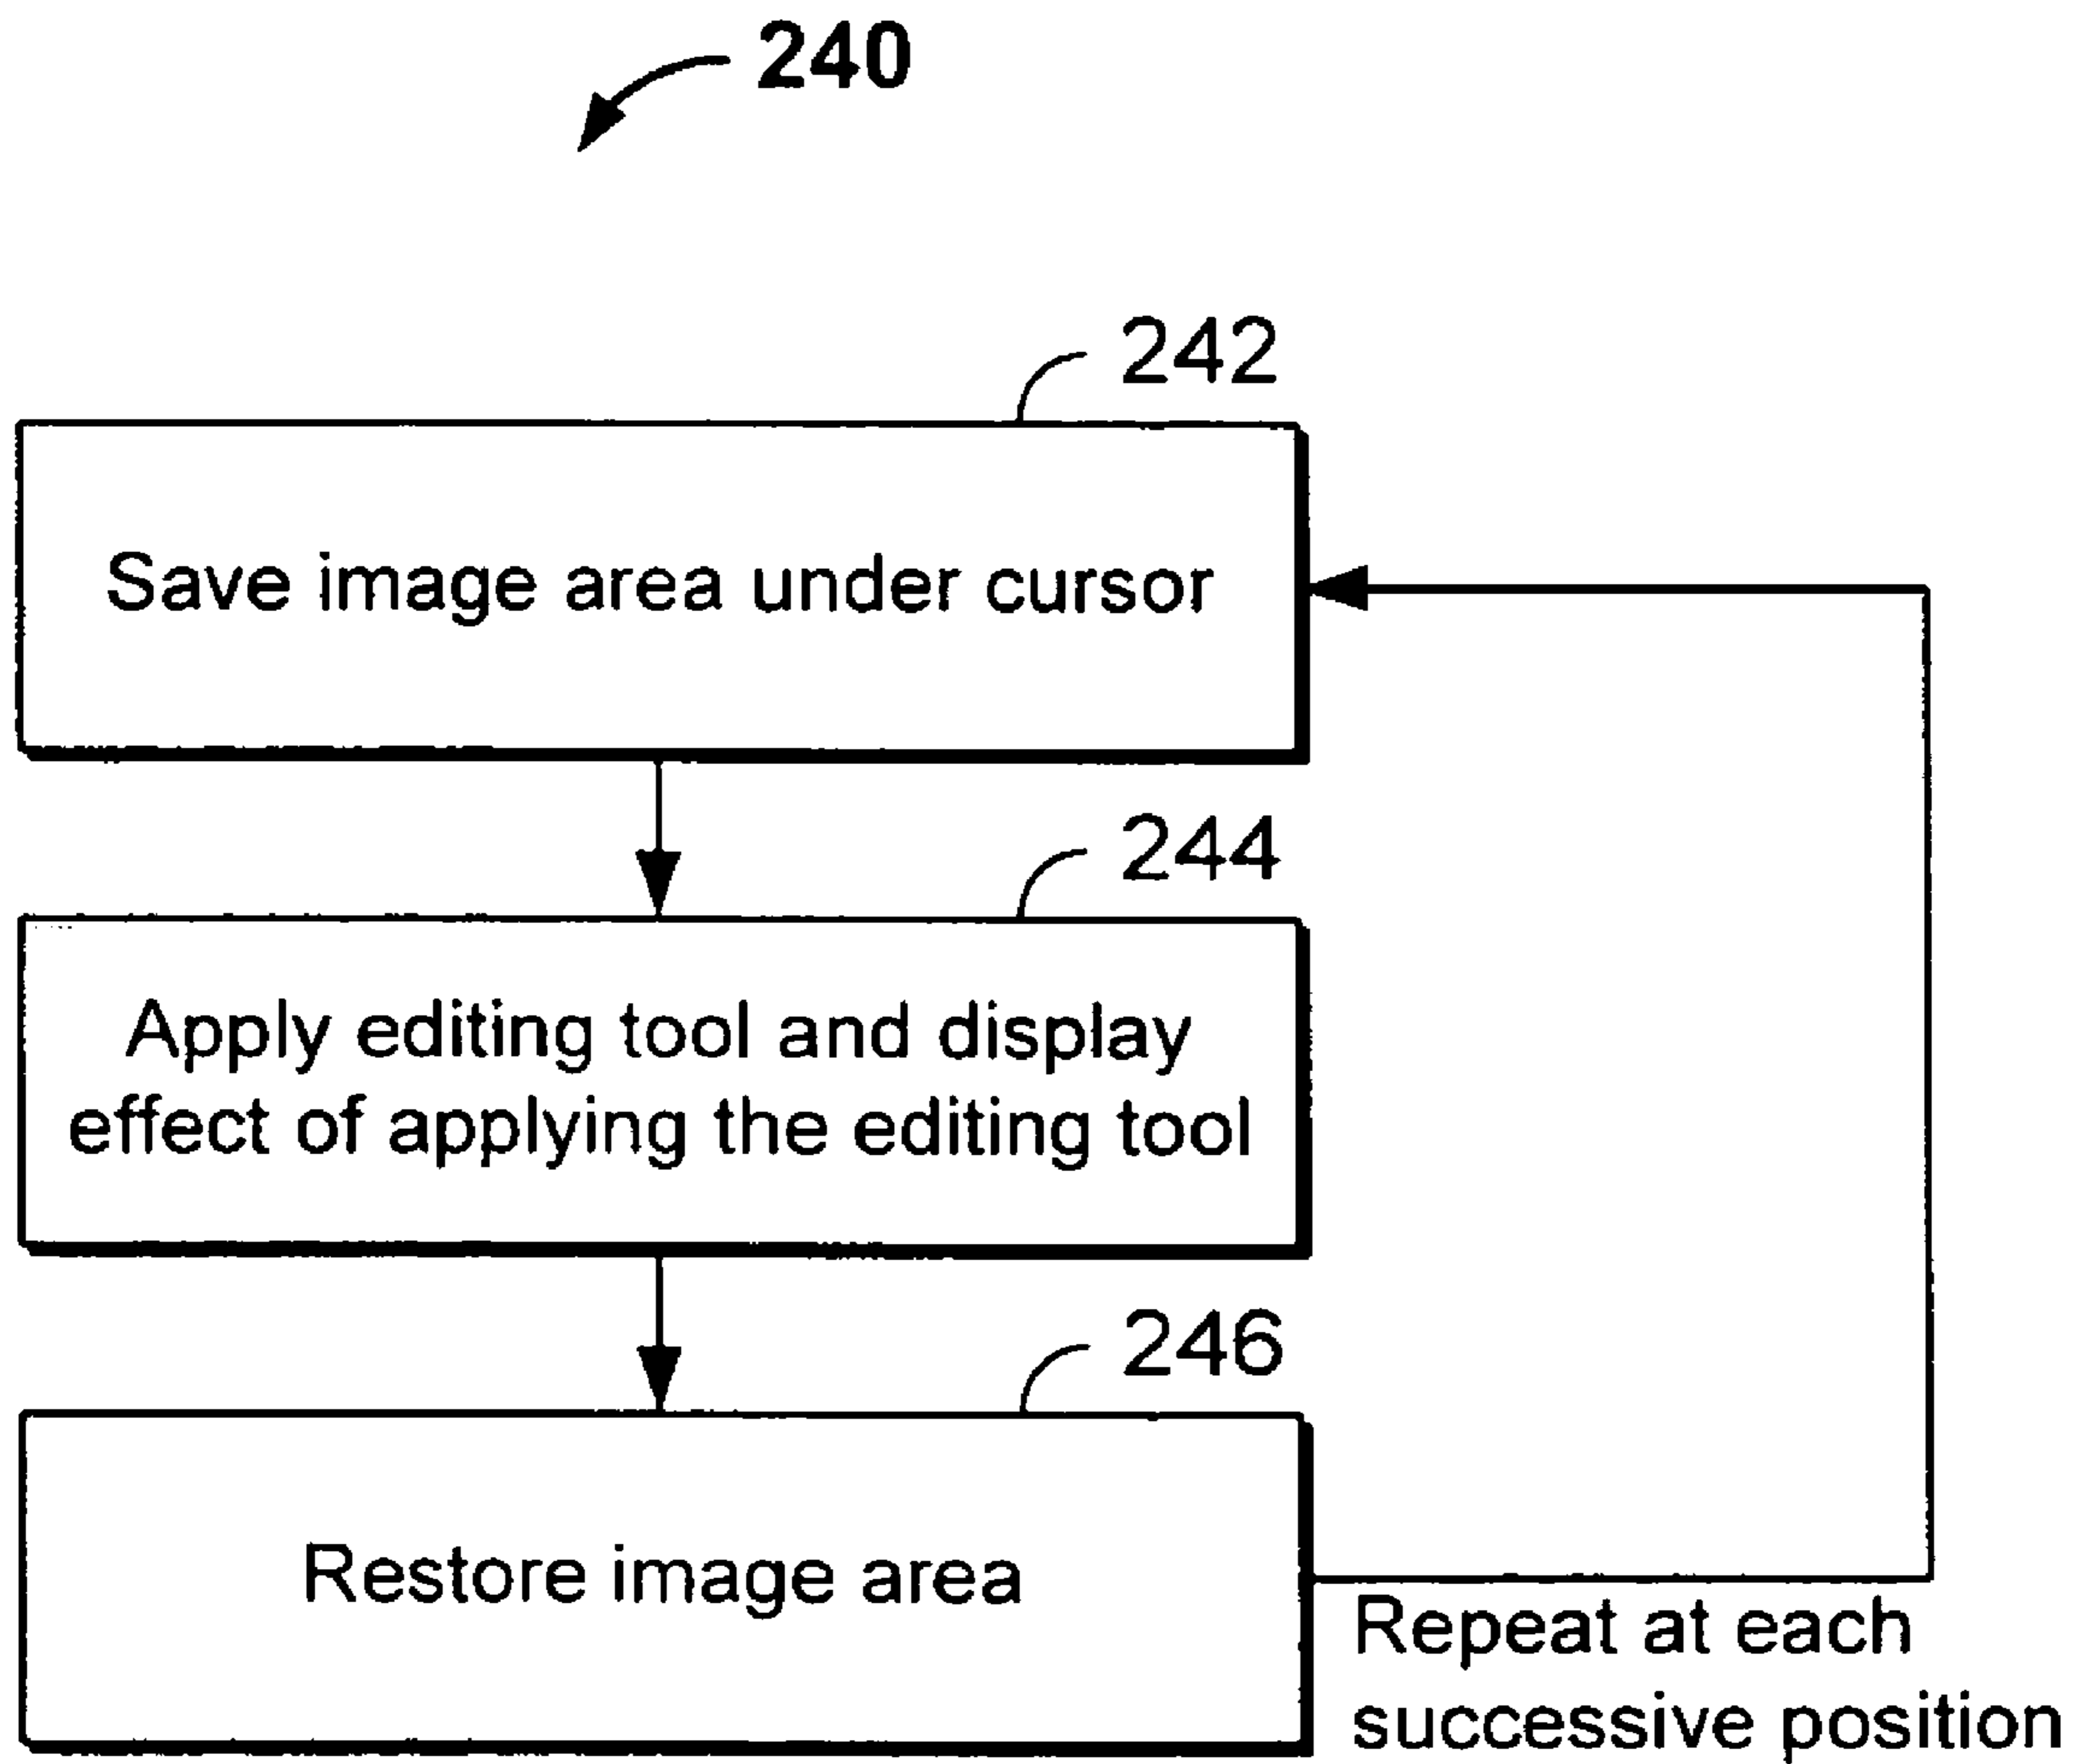 240
242
Save image area under cursor
244
Apply editing tool and display
effect of applying the editing tool
246
Restore image area
Repeat at each
successive position